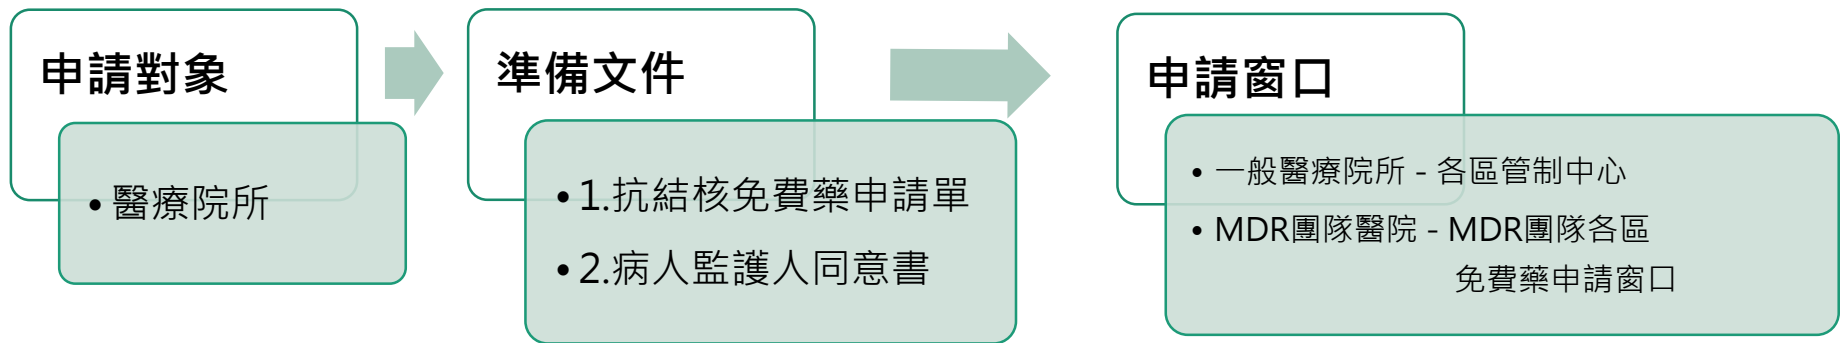 申請對象
• 醫療院所
準備文件
• 1.抗結核免費藥申請單
• 2.病人監護人同意書
申請窗口
• 一般醫療院所 - 各區管制中心
• MDR團隊醫院 - MDR團隊各區
免費藥申請窗口